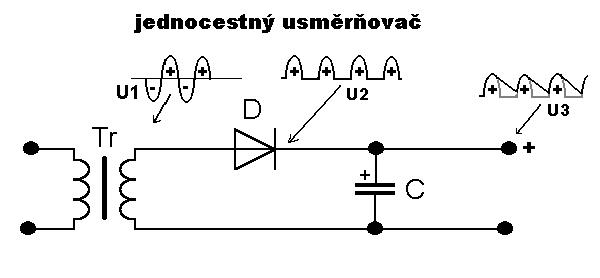 jednocestný usměrňovač
U1
- + - +
+ + + +
U2
+ + +
U3
Tr
D
+
+
C